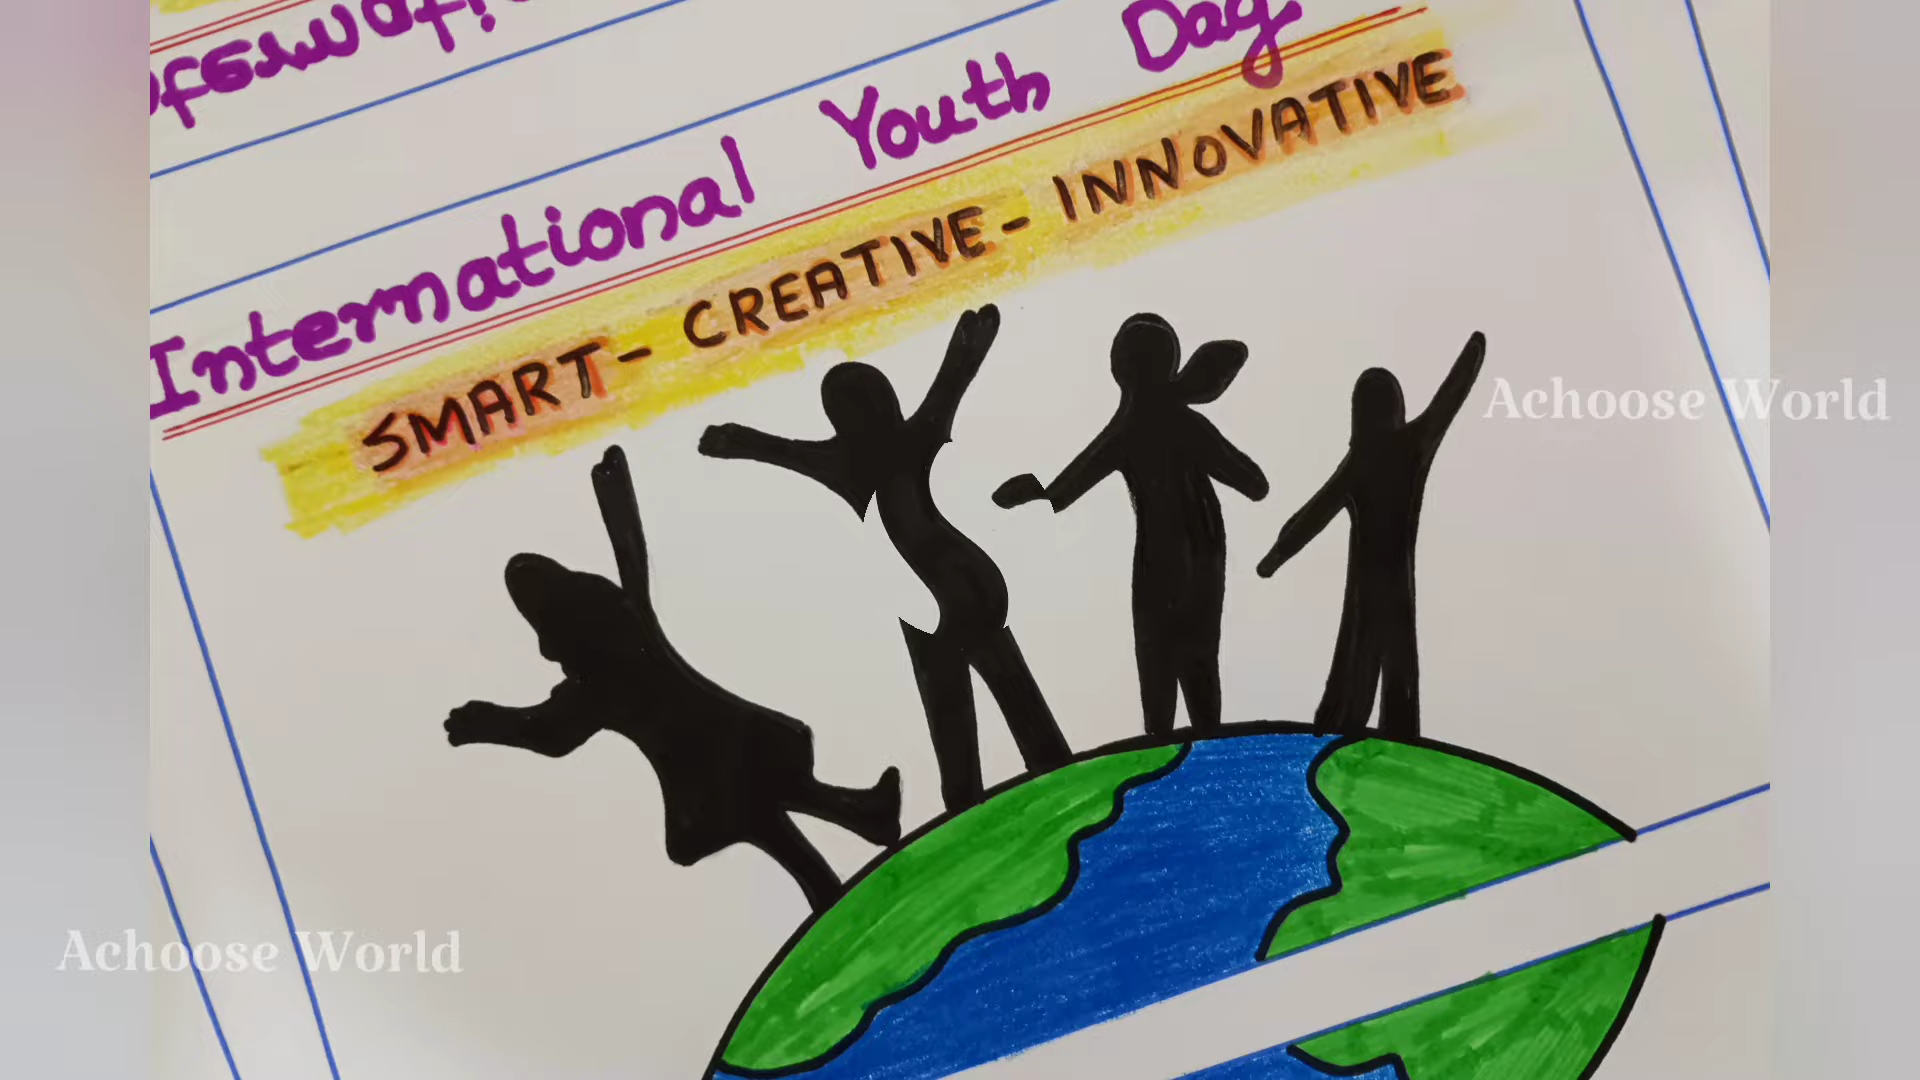 International Youth Day
SMART - CREATIVE - INNOVATIVE
Achoose World
Achoose World